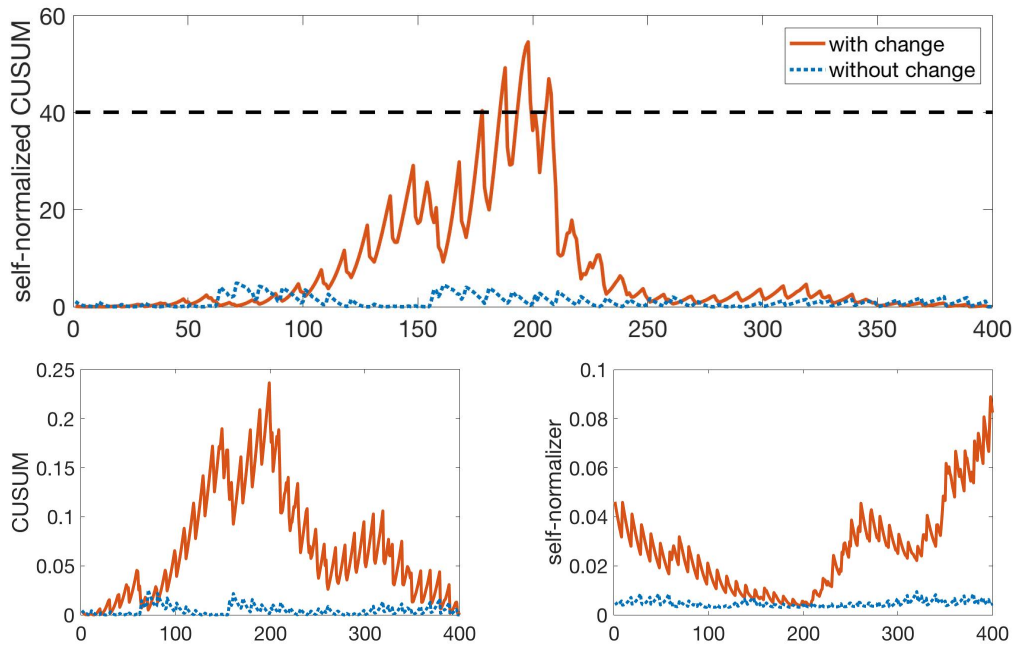 self-normalized CUSUM
60
40
20
0
with change
without change
0 50 100 150 200 250 300 350 400
CUSUM
0.25
0.2
0.15
0.1
0.05
0
0 100 200 300 400
self-normalizer
0.1
0.08
0.06
0.04
0.02
0
0 100 200 300 400